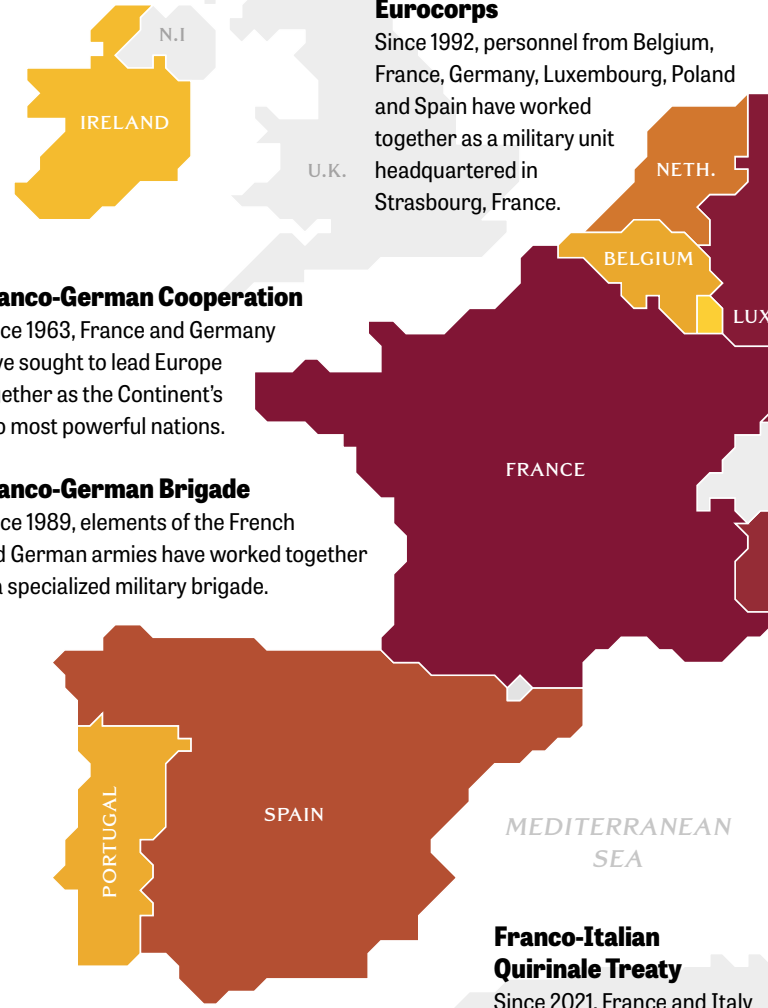 Eurocorps
Since 1992, personnel from Belgium,
France, Germany, Luxembourg, Poland
and Spain have worked
together as a military unit
headquartered in
Strasbourg, France.
N.I
IRELAND
U.K.
NETH.
BELGIUM
LUX
anco-German Cooperation
ce 1963, France and Germany
ve sought to lead Europe
ether as the Continent's
o most powerful nations.
FRANCE
anco-German Brigade
ce 1989, elements of the French
d German armies have worked together
a specialized military brigade.
PORTUGAL
SPAIN
MEDITERRANEAN
SEA
Franco-Italian
Quirinale Treaty
Since 2021, France and Italy